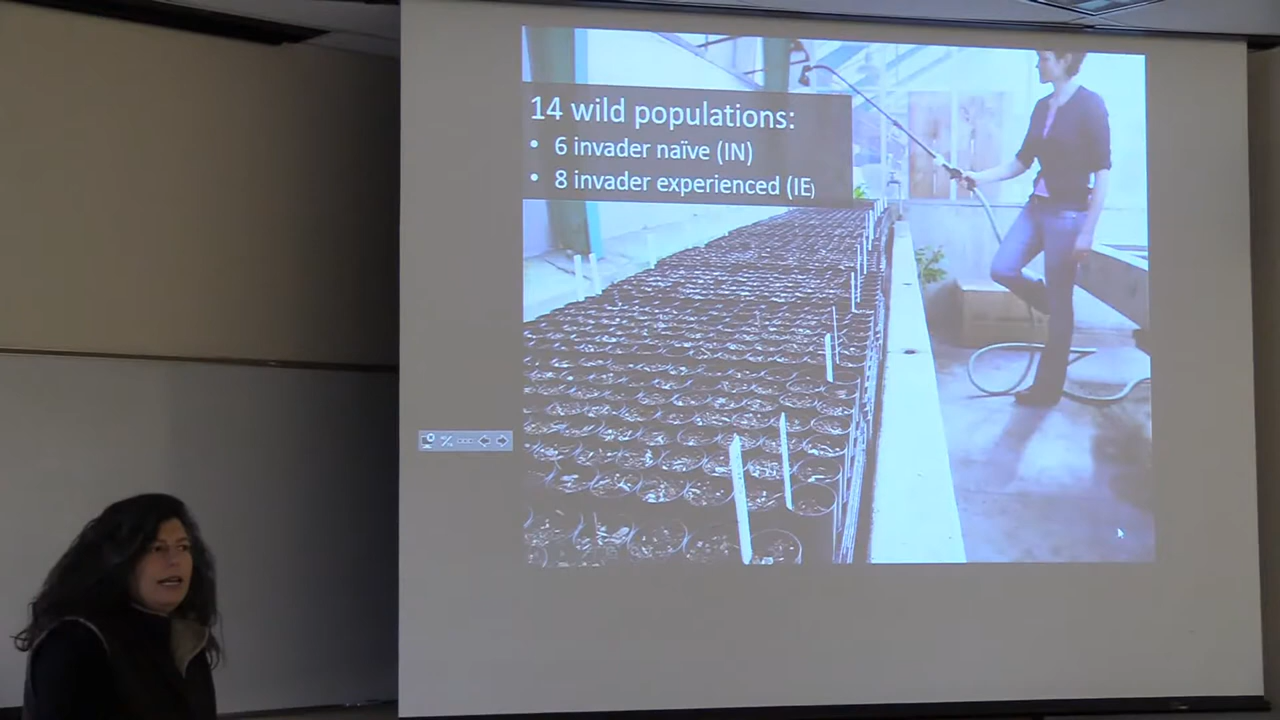 14 wild populations:
• 6 invader naïve (IN)
• 8 invader experienced (IE)